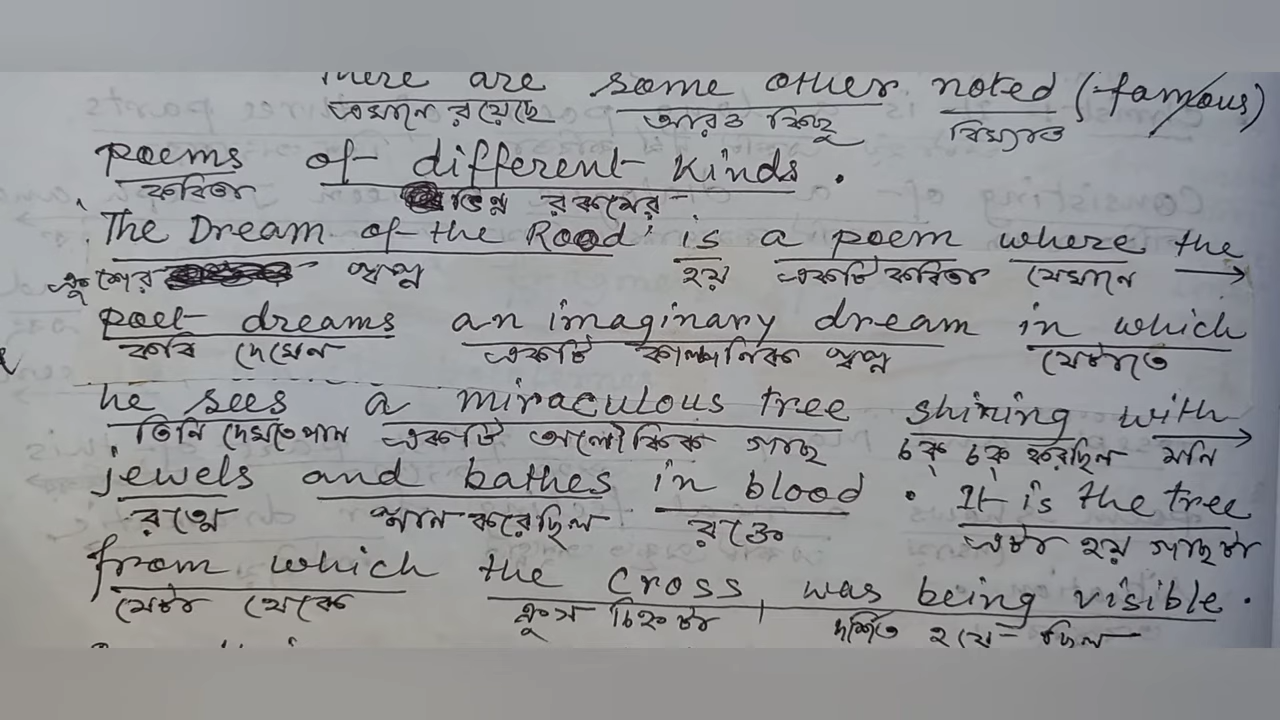 There are some other noted (famous)
এখানে রয়েছে আরও কিছু বিখ্যাত
poems of different kinds.
কবিতা ভিন্ন রকমের
'The Dream of the Rood' is a poem where the →
ক্রুশের স্বপ্ন হয় একটি কবিতা যেখানে
poet dreams an imaginary dream in which
কবি দেখেন একটি কাল্পনিক স্বপ্ন যেটাতে
he sees a miraculous tree shining with
তিনি দেখতে পান একটি অলৌকিক গাছ চক্ চক্ করছিল মনি →
jewels and bathes in blood. It is the tree
রত্নে স্নান করেছিল রক্তে এটা হয় গাছটা
from which the cross was being visible.
যেটা থেকে ক্রুস চিহ্নটা দর্শিত হয়ে ছিল